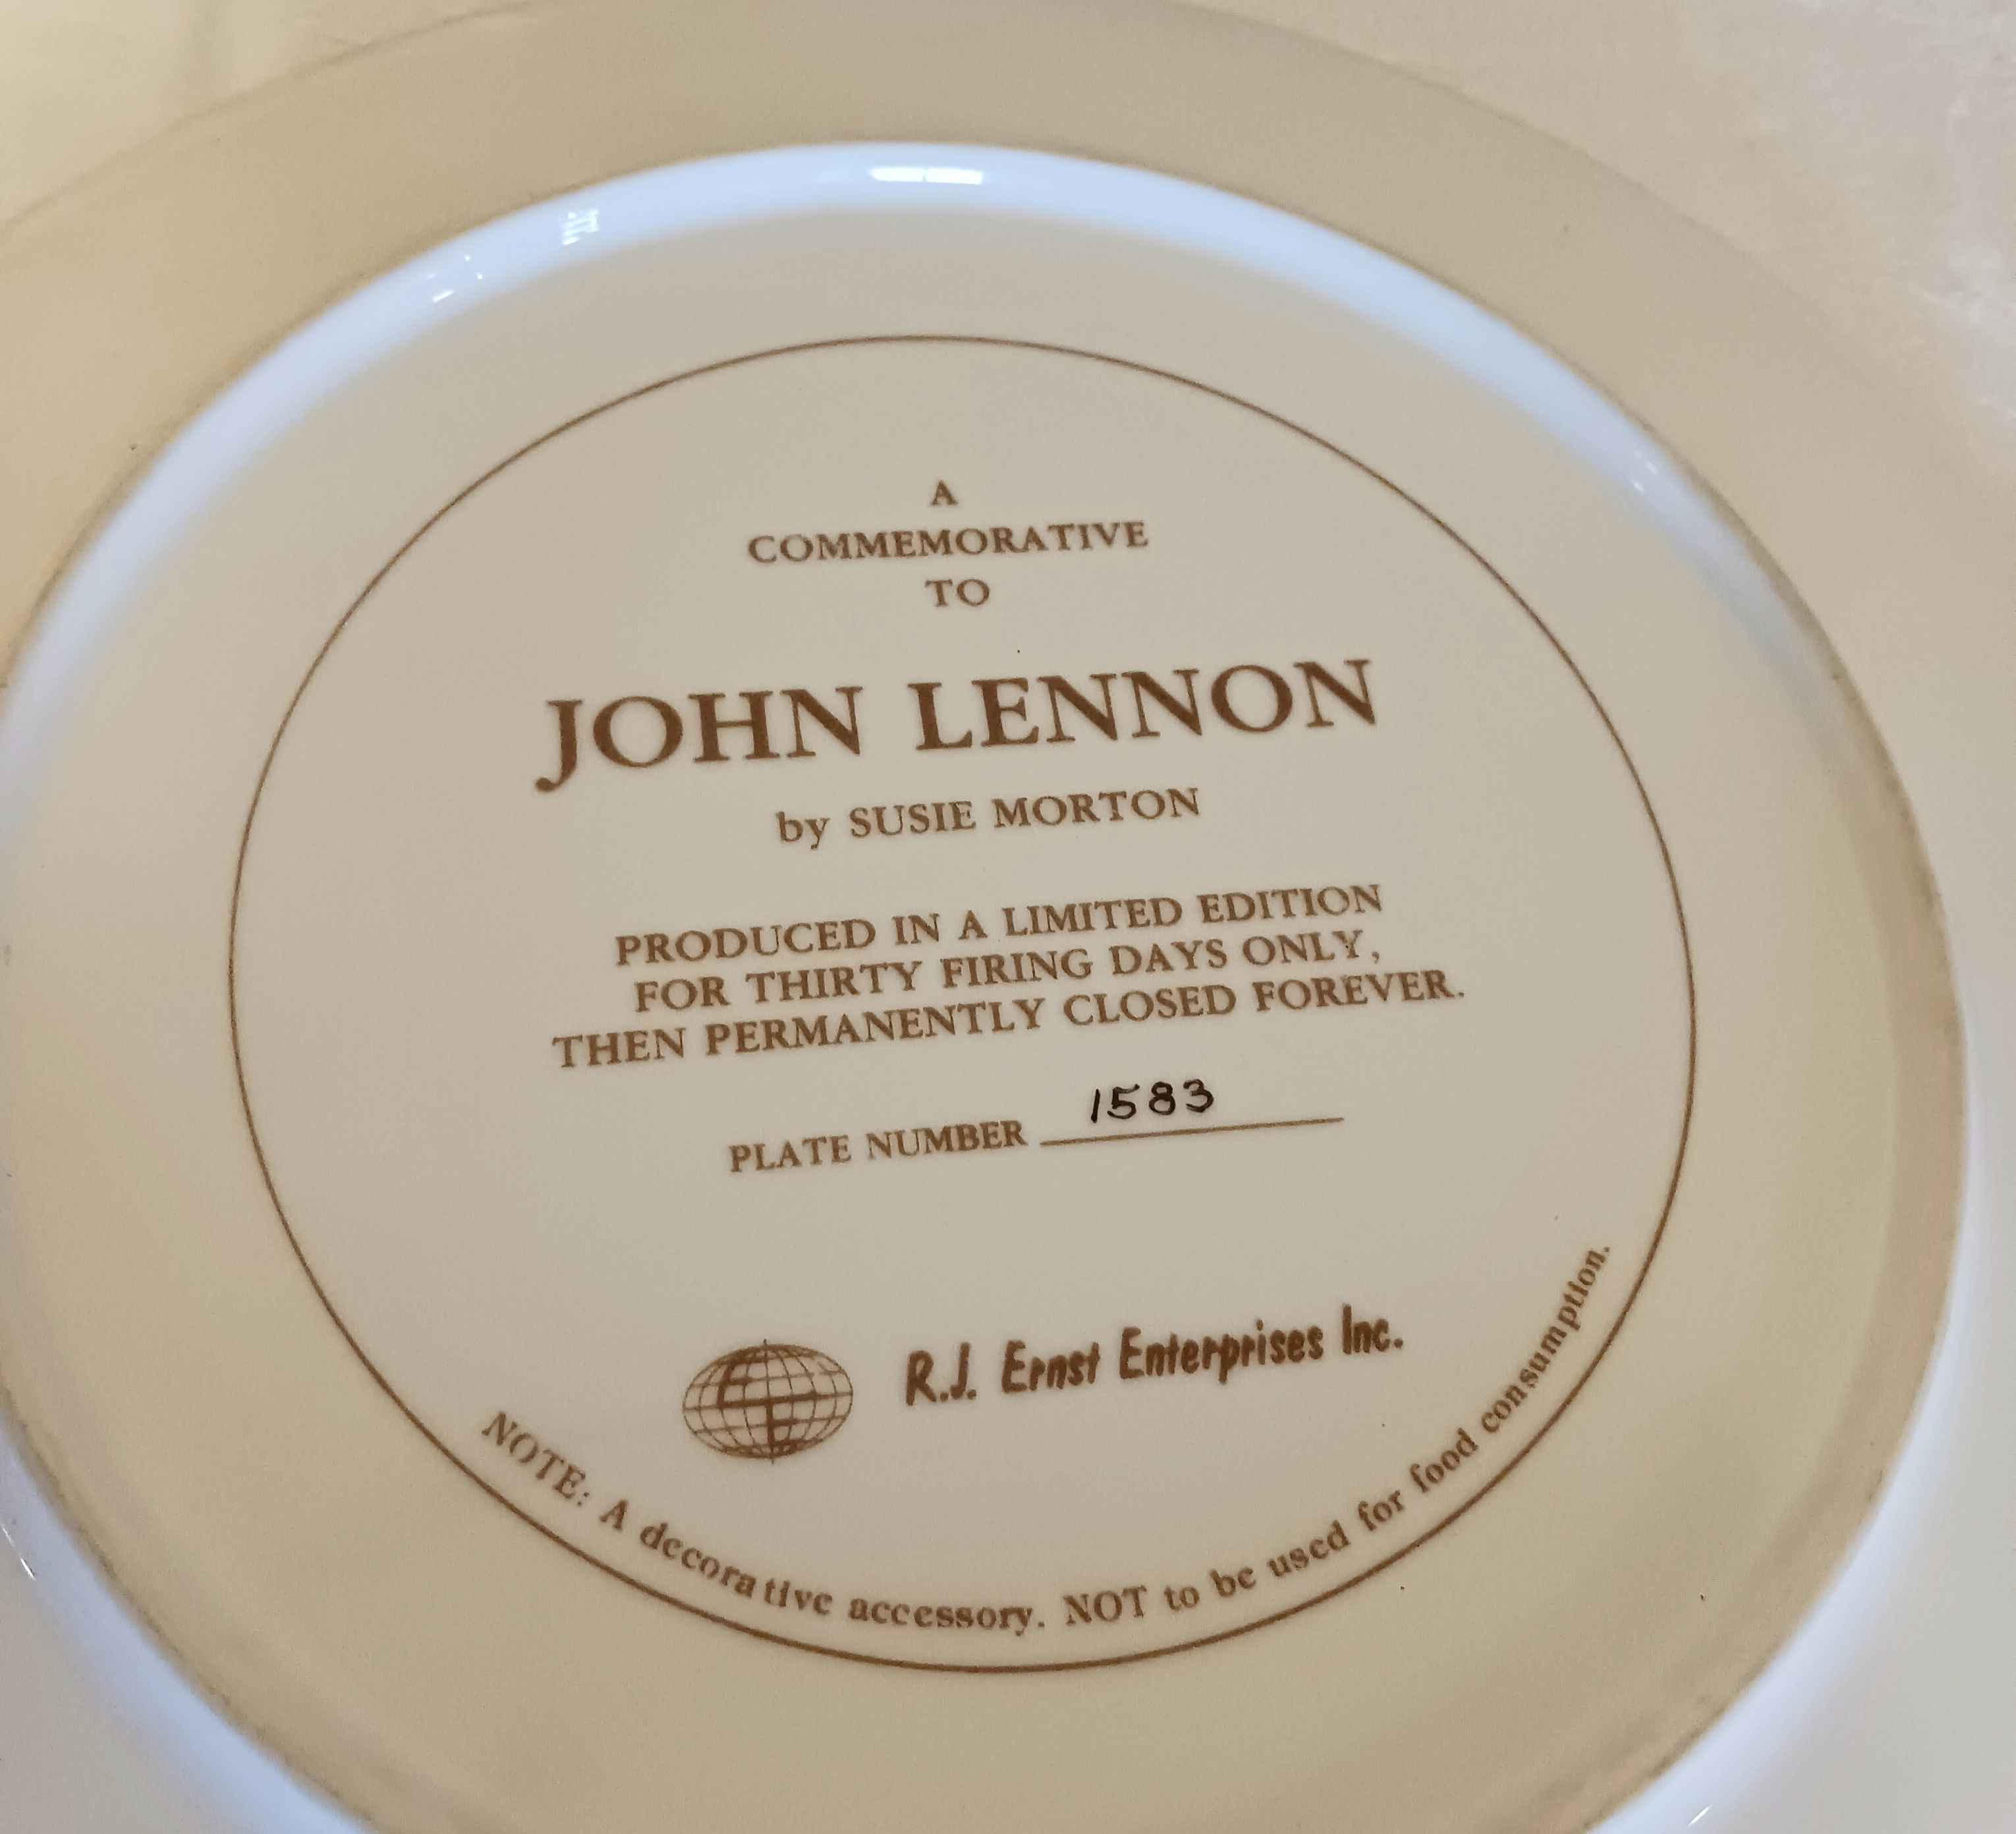 A
COMMEMORATIVE
TO
JOHN LENNON
by SUSIE MORTON
PRODUCED IN A LIMITED EDITION
FOR THIRTY FIRING DAYS ONLY,
THEN PERMANENTLY CLOSED FOREVER.
PLATE NUMBER 1583
EE
R.J. Ernst Enterprises Inc.
NOTE: A decorative accessory. NOT to be used for food consumption.